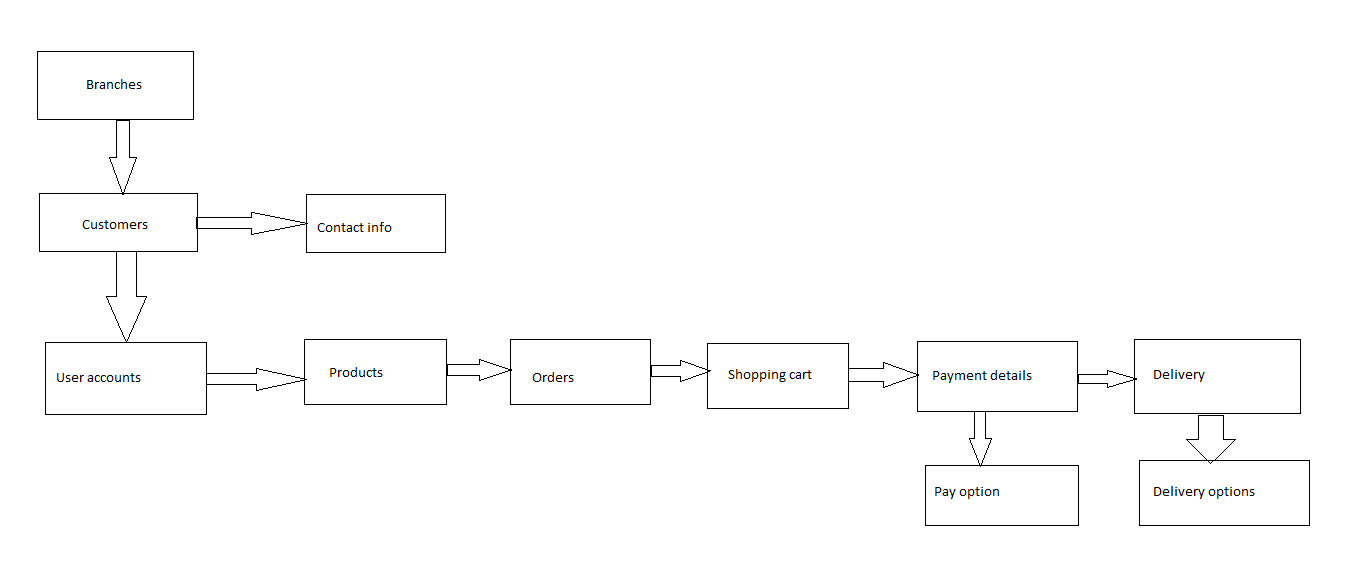 Branches
Customers
Contact info
User accounts
Products
Orders
Shopping cart
Payment details
Delivery
Pay option
Delivery options